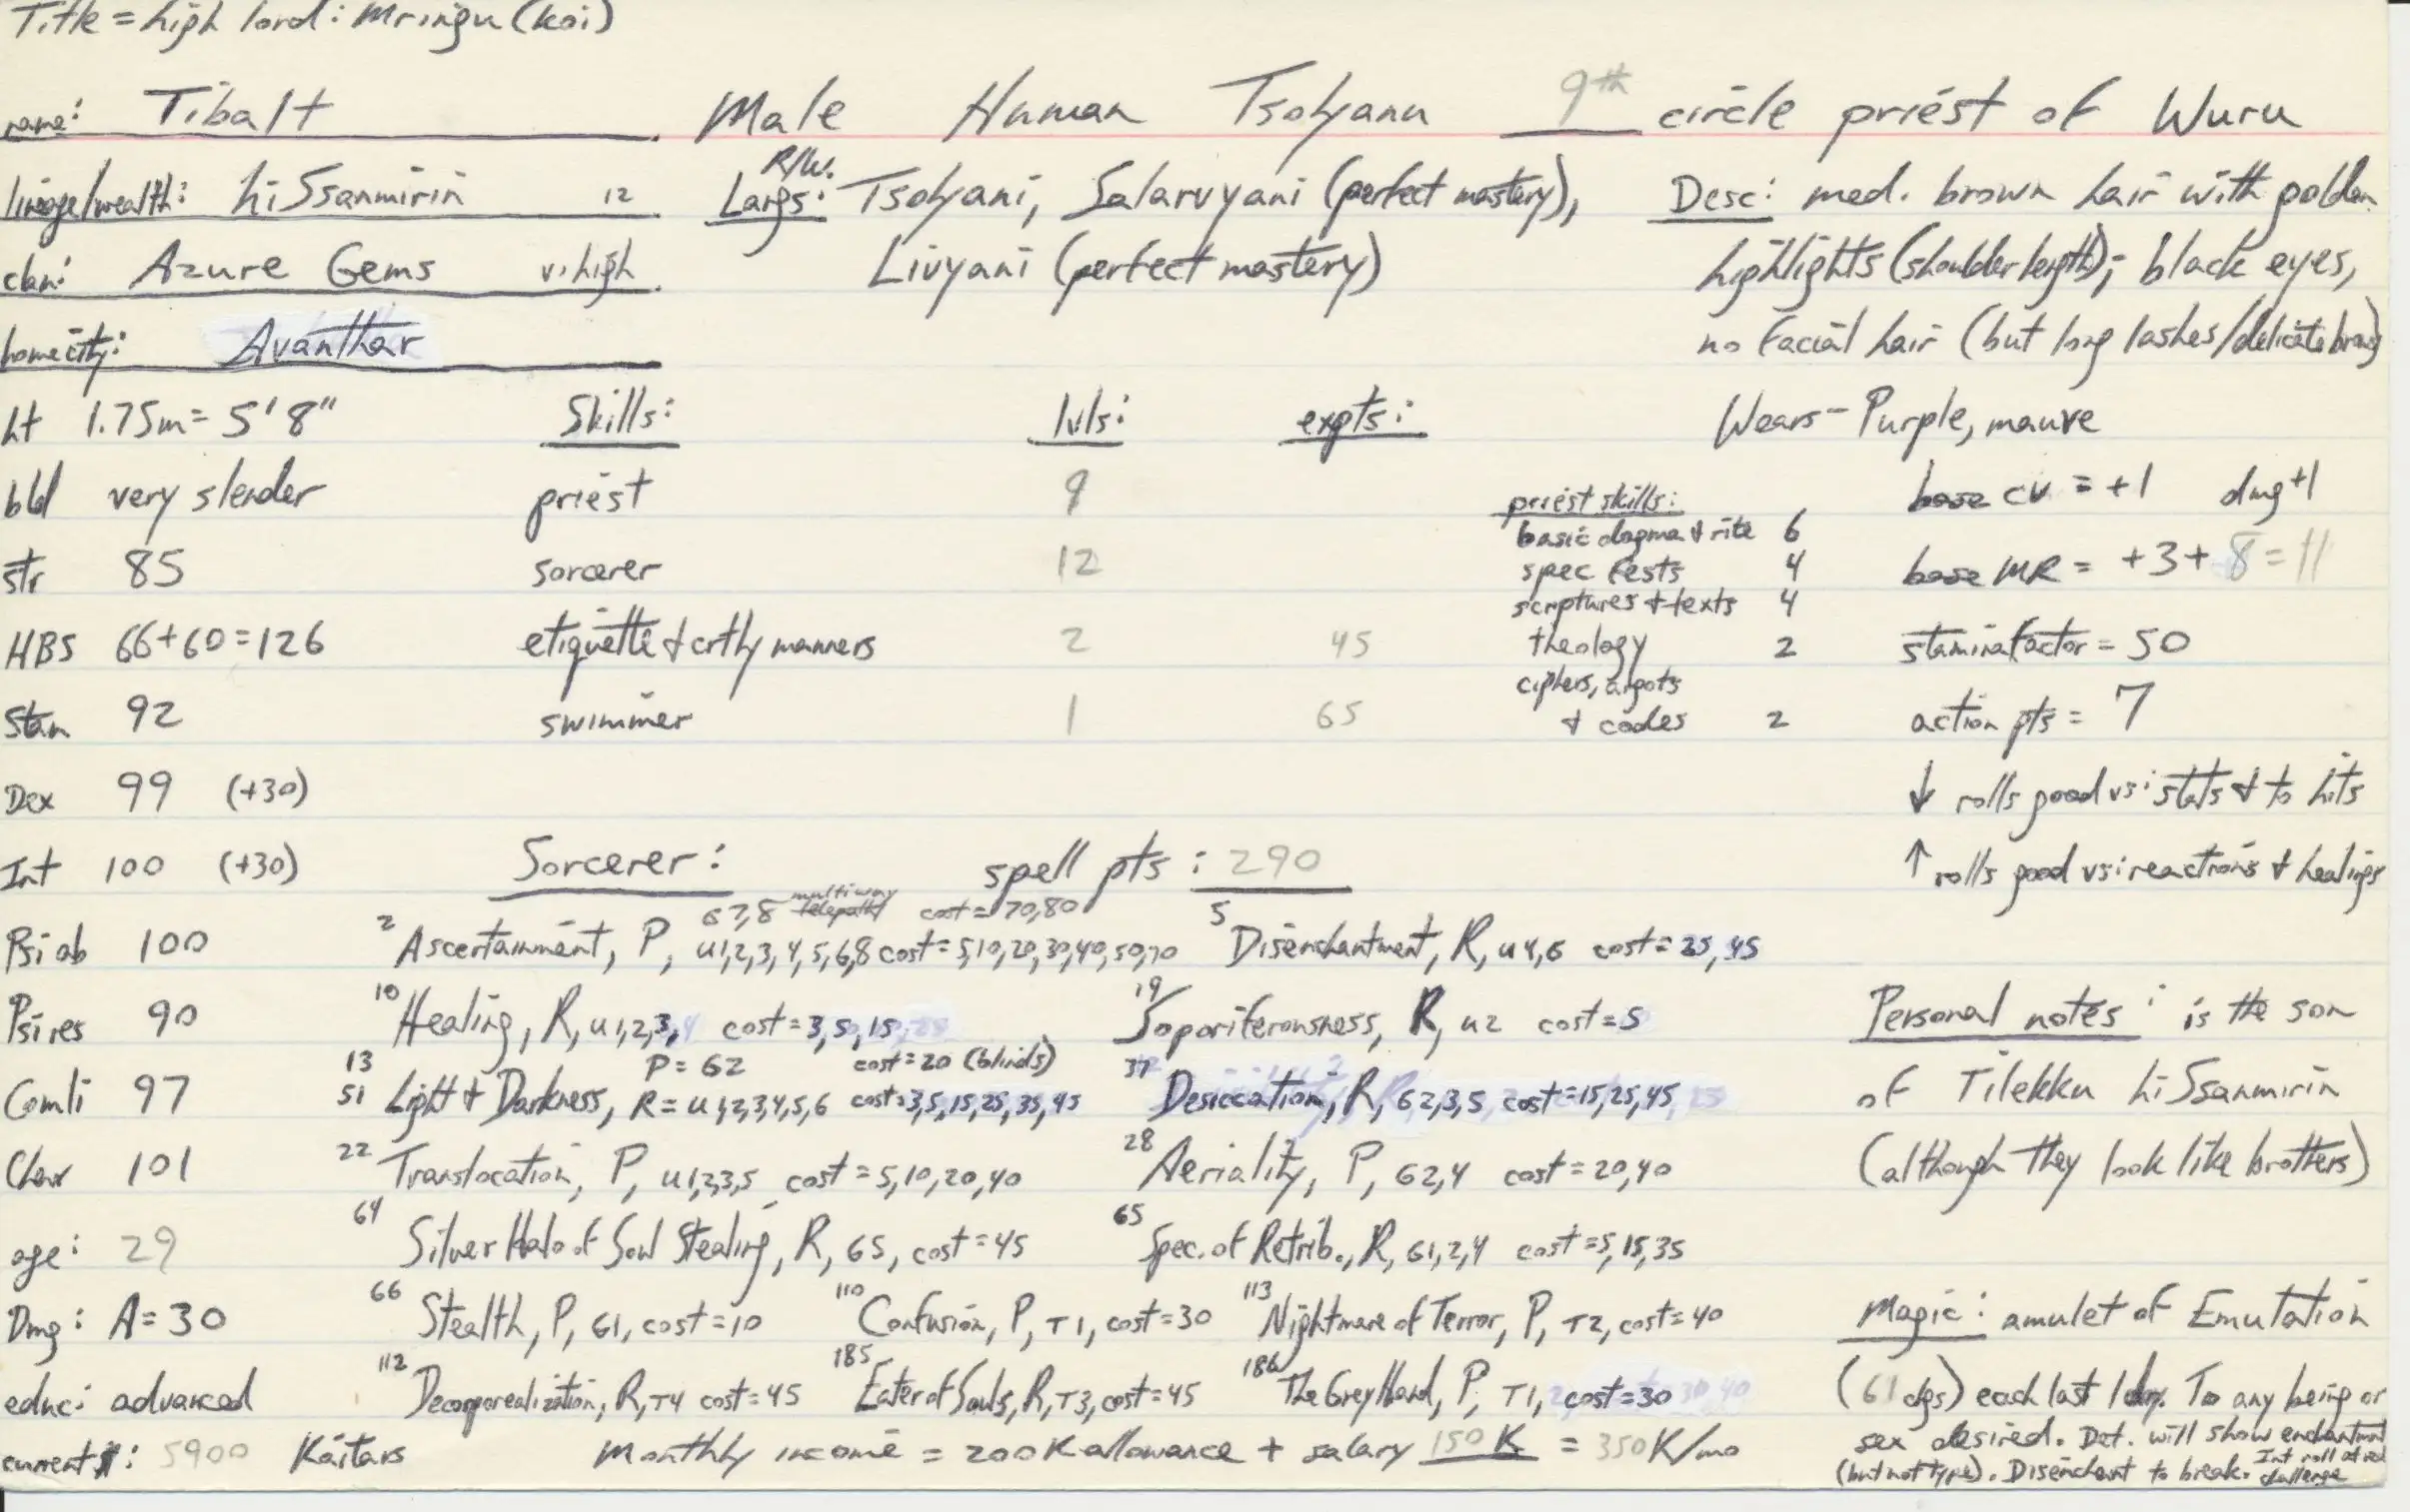 Title = high lord: Mringu (koi)
name: Tibalt Male Human Tsolyanu 9th circle priest of Wuru
lineage/wealth: hiSsanmirin 12
R/W.
Langs: Tsolyani, Salarvyani (perfect mastery),
Livyani (perfect mastery)
Desc: med. brown hair with golden
highlights (shoulder length); black eyes,
no facial hair (but long lashes/delicate brows)
Wears- Purple, mauve
clan: Azure Gems v. high
home city: Avanthar
ht 1.75m = 5'8"
bld very slender
str 85
HBS 66+60=126
Stam 92
Dex 99 (+30)
Int 100 (+30)
Psi ab 100
Psi res 90
Comli 97
Char 101
age: 29
Dmg: A=30
educ: advanced
current $: 5900 Kaitars
Skills: lvls: expts:
priest 9
sorcerer 12
etiquette & crtly manners 2 45
swimmer 1 65
priest skills:
basic dogma & rite 6
spec fests 4
scriptures & texts 4
theology 2
ciphers, argots
& codes 2
base CV = +1 dmg +1
base MR = +3+8=11
stamina factor = 50
action pts = 7
↓ rolls good vs: stats & to hits
↑ rolls good vs: reactions & healings
Sorcerer: spell pts: 290
G7,8 multiway telepathy cost=70,80
2 Ascertainment, P, u1,2,3,4,5,6,8 cost=5,10,20,30,40,50,70
5 Disenchantment, R, u4,6 cost=25,45
10 Healing, R, u1,2,3, cost=3,5,15
19 Soporiferousness, R, u2 cost=5
13 P=G2 cost=20 (blinds)
51 Light & Darkness, R=u1,2,3,4,5,6 cost=3,5,15,25,35,45
37 Desiccation, R, G2,3,5 cost=15,25,45
22 Translocation, P, u1,2,3,5 cost=5,10,20,40
28 Aeriality, P, G2,4 cost=20,40
64 Silver Halo of Soul Stealing, R, G5, cost=45
65 Spec. of Retrib., R, G1,2,4 cost=5,15,35
66 Stealth, P, G1, cost=10
110 Confusion, P, T1, cost=30
113 Nightmare of Terror, P, T2, cost=40
112 Decorporealization, R, T4 cost=45
185 Eater of Souls, R, T3, cost=45
186 The Grey Hand, P, T1, cost=30
Monthly income = 200K allowance + salary 150 K = 350K/mo
Personal notes: is the son
of Tilekku hiSsanmirin
(although they look like brothers)
Magic: amulet of Emutation
(61 chgs) each last 1 day. To any being or
sex desired. Det. will show enchantment
(but not type). Disenchant to break. Int roll at red
challenge